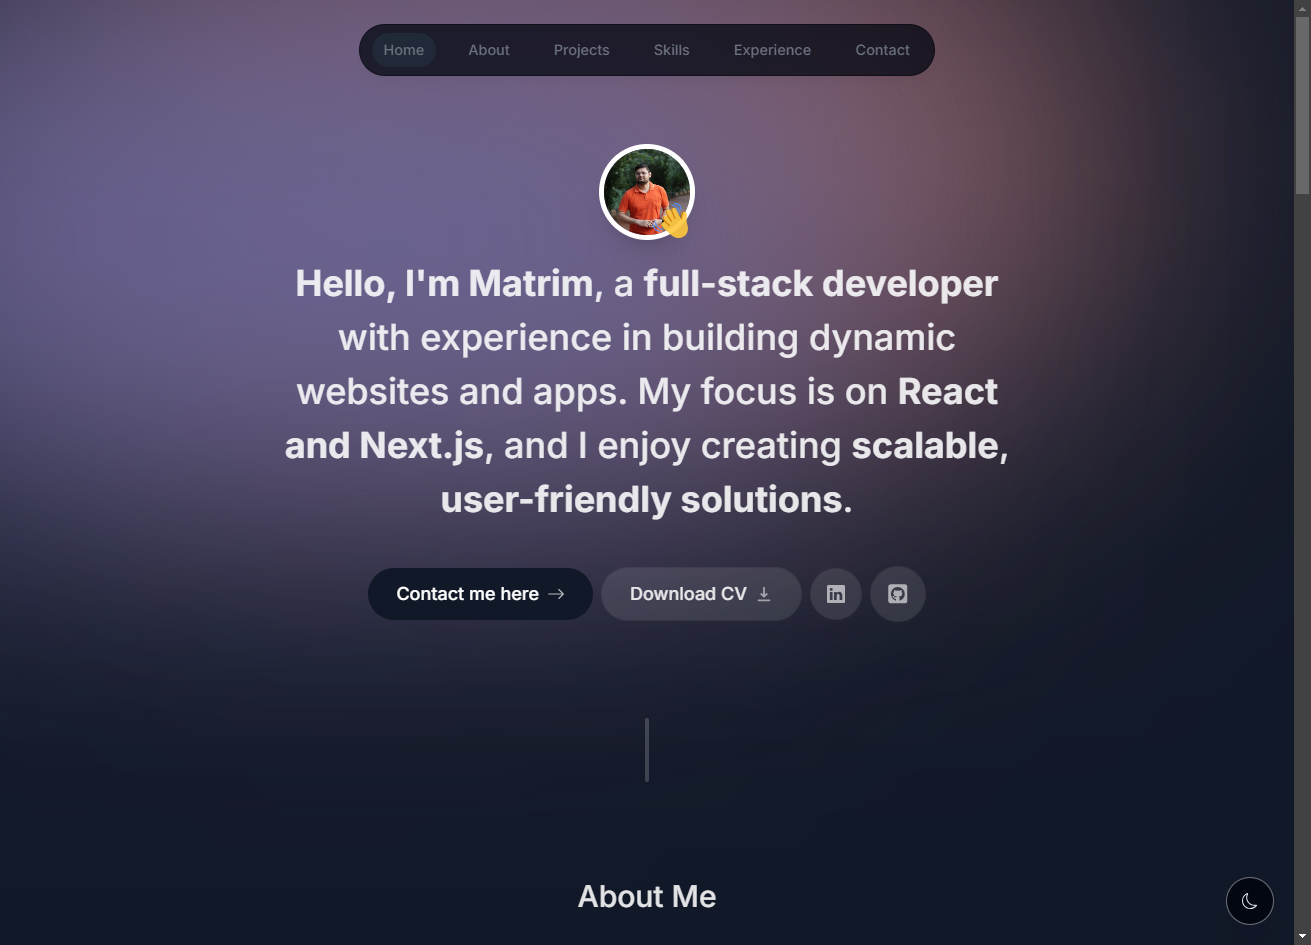 Home About Projects Skills Experience Contact
Hello, I'm Matrim, a full-stack developer
with experience in building dynamic
websites and apps. My focus is on React
and Next.js, and I enjoy creating scalable,
user-friendly solutions.
Contact me here Download CV in
About Me